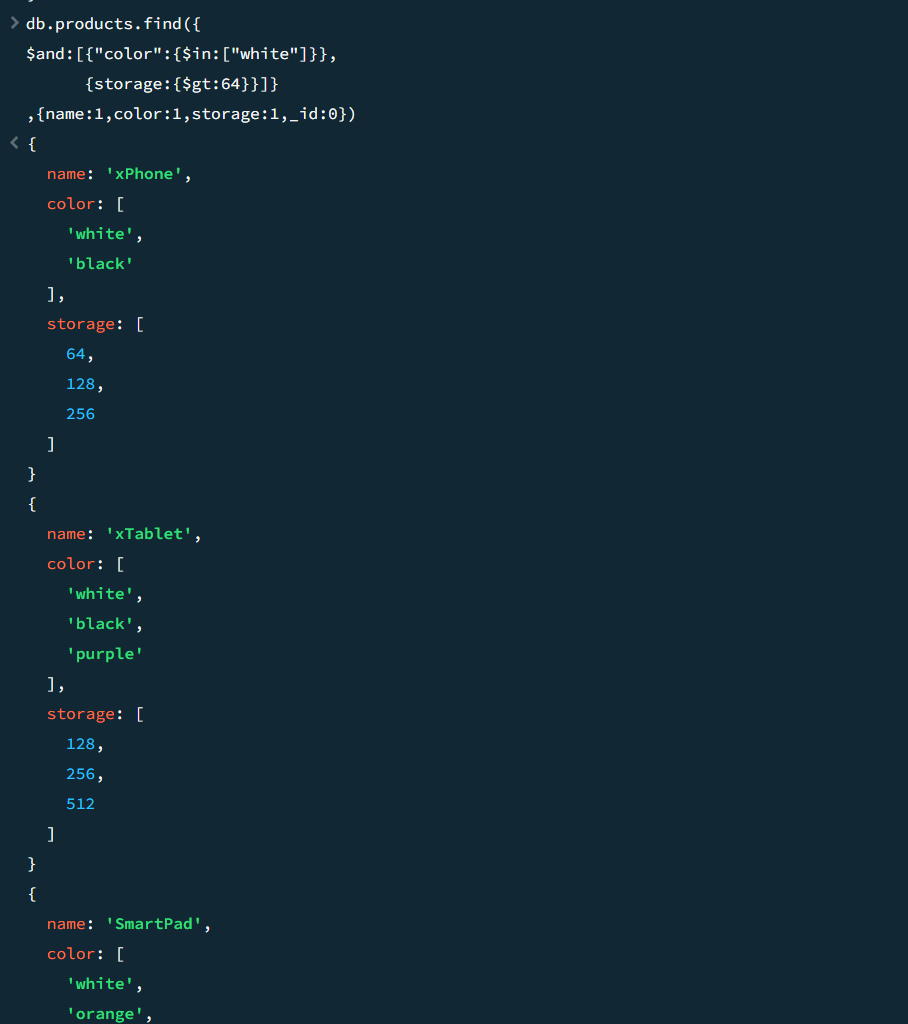 > db.products.find({
$and:[{"color":{$in:["white"]}},
      {storage:{$gt:64}}]}
,{name:1,color:1,storage:1,_id:0})
< {
  name: 'xPhone',
  color: [
    'white',
    'black'
  ],
  storage: [
    64,
    128,
    256
  ]
}
{
  name: 'xTablet',
  color: [
    'white',
    'black',
    'purple'
  ],
  storage: [
    128,
    256,
    512
  ]
}
{
  name: 'SmartPad',
  color: [
    'white',
    'orange',